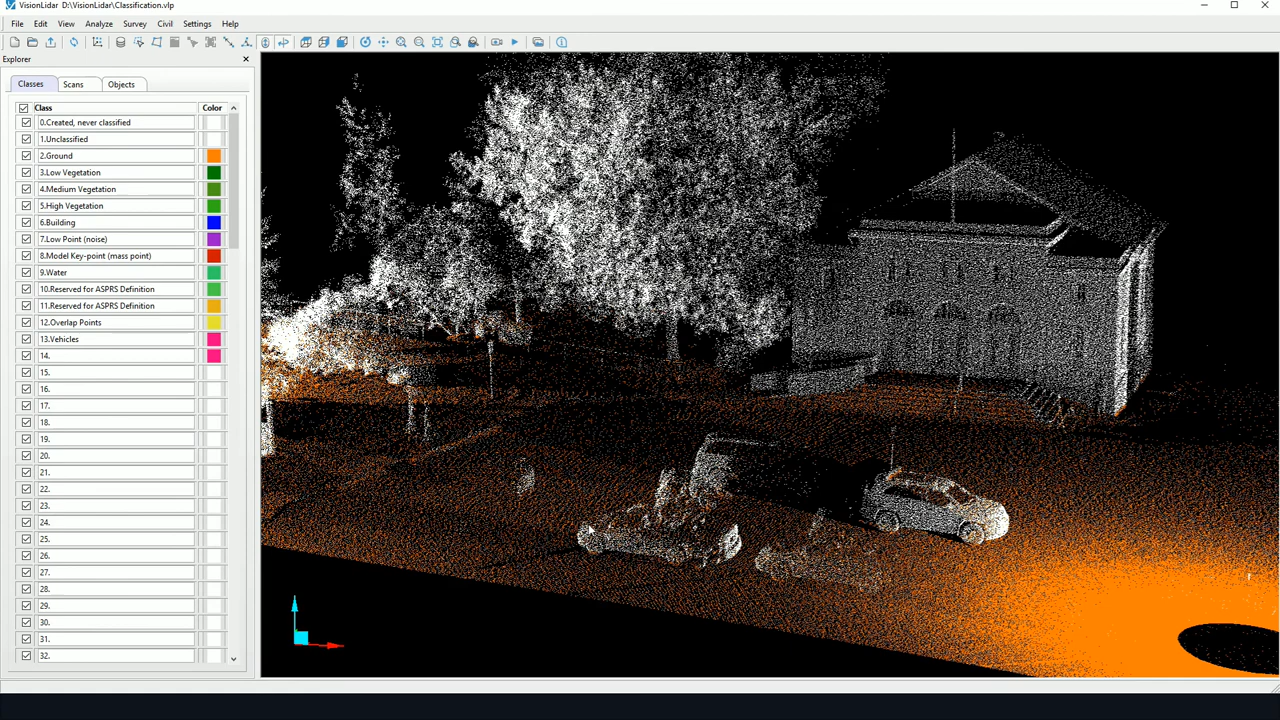 VisionLidar D:\VisionLidar\Classification.vlp
File Edit View Analyze Survey Civil Settings Help
Explorer
Classes Scans Objects
Class Color
0.Created, never classified
1.Unclassified
2.Ground
3.Low Vegetation
4.Medium Vegetation
5.High Vegetation
6.Building
7.Low Point (noise)
8.Model Key-point (mass point)
9.Water
10.Reserved for ASPRS Definition
11.Reserved for ASPRS Definition
12.Overlap Points
13.Vehicles
14.
15.
16.
17.
18.
19.
20.
21.
22.
23.
24.
25.
26.
27.
28.
29.
30.
31.
32.